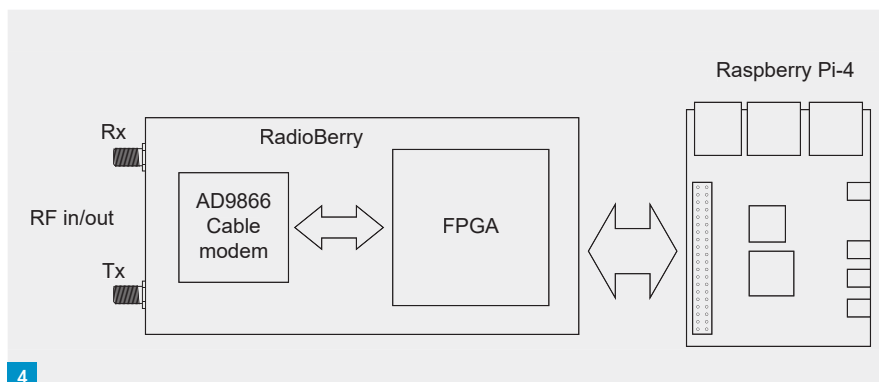 Raspberry Pi-4
Rx
RadioBerry
AD9866
Cable
modem
FPGA
RF in/out
Tx
4